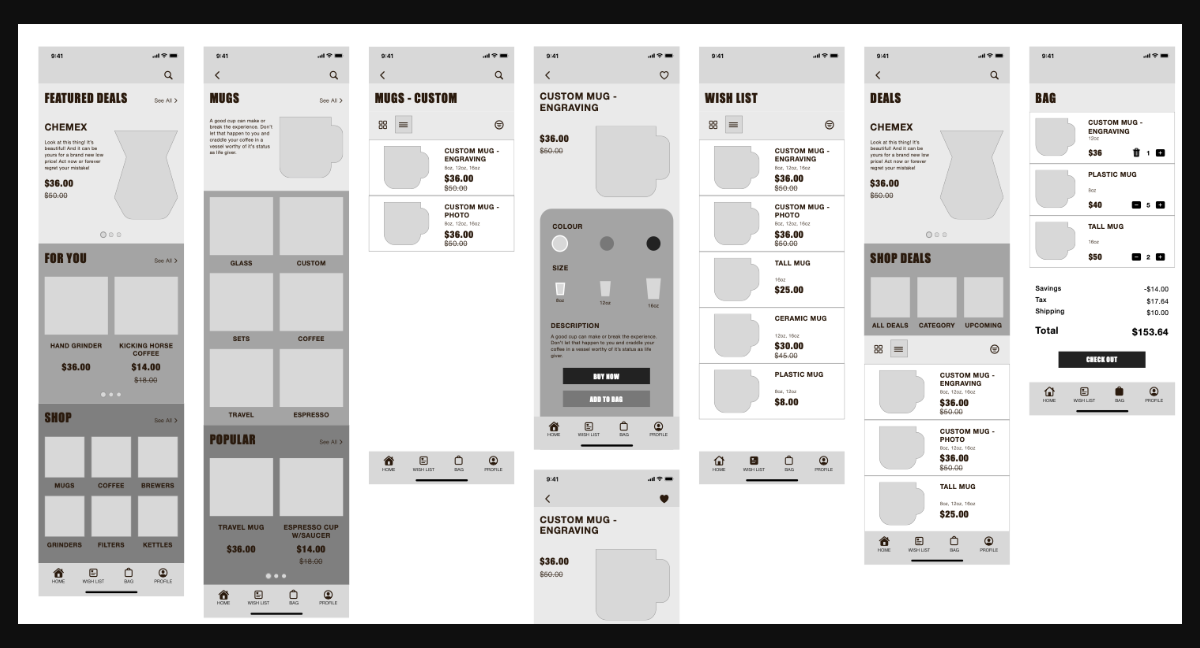 9:41
FEATURED DEALS
See All >
CHEMEX
Look at this thing! It's
beautiful! And it can be
yours for a brand new low
price! Act now or forever
regret your mistake!
$36.00
$60.00
FOR YOU
See All >
HAND GRINDER
KICKING HORSE
COFFEE
$36.00
$14.00
$18.00
SHOP
See All >
MUGS
COFFEE
BREWERS
GRINDERS
FILTERS
KETTLES
HOME
WISH LIST
BAG
PROFILE
9:41
MUGS
See All >
A good cup can make or
break the experience. Don't
let that happen to you and
creddle your coffee in a
vessel worthy of it's status
as life giver.
GLASS
CUSTOM
SETS
COFFEE
TRAVEL
ESPRESSO
POPULAR
See All >
TRAVEL MUG
ESPRESSO CUP
W/SAUCER
$36.00
$14.00
$18.00
HOME
WISH LIST
BAG
PROFILE
9:41
MUGS - CUSTOM
CUSTOM MUG -
ENGRAVING
8oz, 12oz, 16oz
$36.00
$60.00
CUSTOM MUG -
PHOTO
8oz, 12oz, 16oz
$36.00
$60.00
HOME
WISH LIST
BAG
PROFILE
9:41
CUSTOM MUG -
ENGRAVING
$36.00
$60.00
COLOUR
SIZE
8oz
12oz
16oz
DESCRIPTION
A good cup can make or break the experience.
Don't let that happen to you and creddle your
coffee in a vessel worthy of it's status as life
giver.
BUY NOW
ADD TO BAG
HOME
WISH LIST
BAG
PROFILE
9:41
CUSTOM MUG -
ENGRAVING
$36.00
$60.00
9:41
WISH LIST
CUSTOM MUG -
ENGRAVING
8oz, 12oz, 16oz
$36.00
$60.00
CUSTOM MUG -
PHOTO
8oz, 12oz, 16oz
$36.00
$60.00
TALL MUG
16oz
$25.00
CERAMIC MUG
12oz, 16oz
$30.00
$45.00
PLASTIC MUG
8oz, 12oz
$8.00
HOME
WISH LIST
BAG
PROFILE
9:41
DEALS
CHEMEX
Look at this thing! It's
beautiful! And it can be
yours for a brand new low
price! Act now or forever
regret your mistake!
$36.00
$60.00
SHOP DEALS
ALL DEALS
CATEGORY
UPCOMING
CUSTOM MUG -
ENGRAVING
8oz, 12oz, 16oz
$36.00
$60.00
CUSTOM MUG -
PHOTO
8oz, 12oz, 16oz
$36.00
$60.00
TALL MUG
8oz, 12oz, 16oz
$25.00
HOME
WISH LIST
BAG
PROFILE
9:41
BAG
CUSTOM MUG -
ENGRAVING
12oz
$36
1
PLASTIC MUG
8oz
$40
5
TALL MUG
16oz
$50
2
Savings -$14.00
Tax $17.64
Shipping $10.00
Total $153.64
CHECK OUT
HOME
WISH LIST
BAG
PROFILE